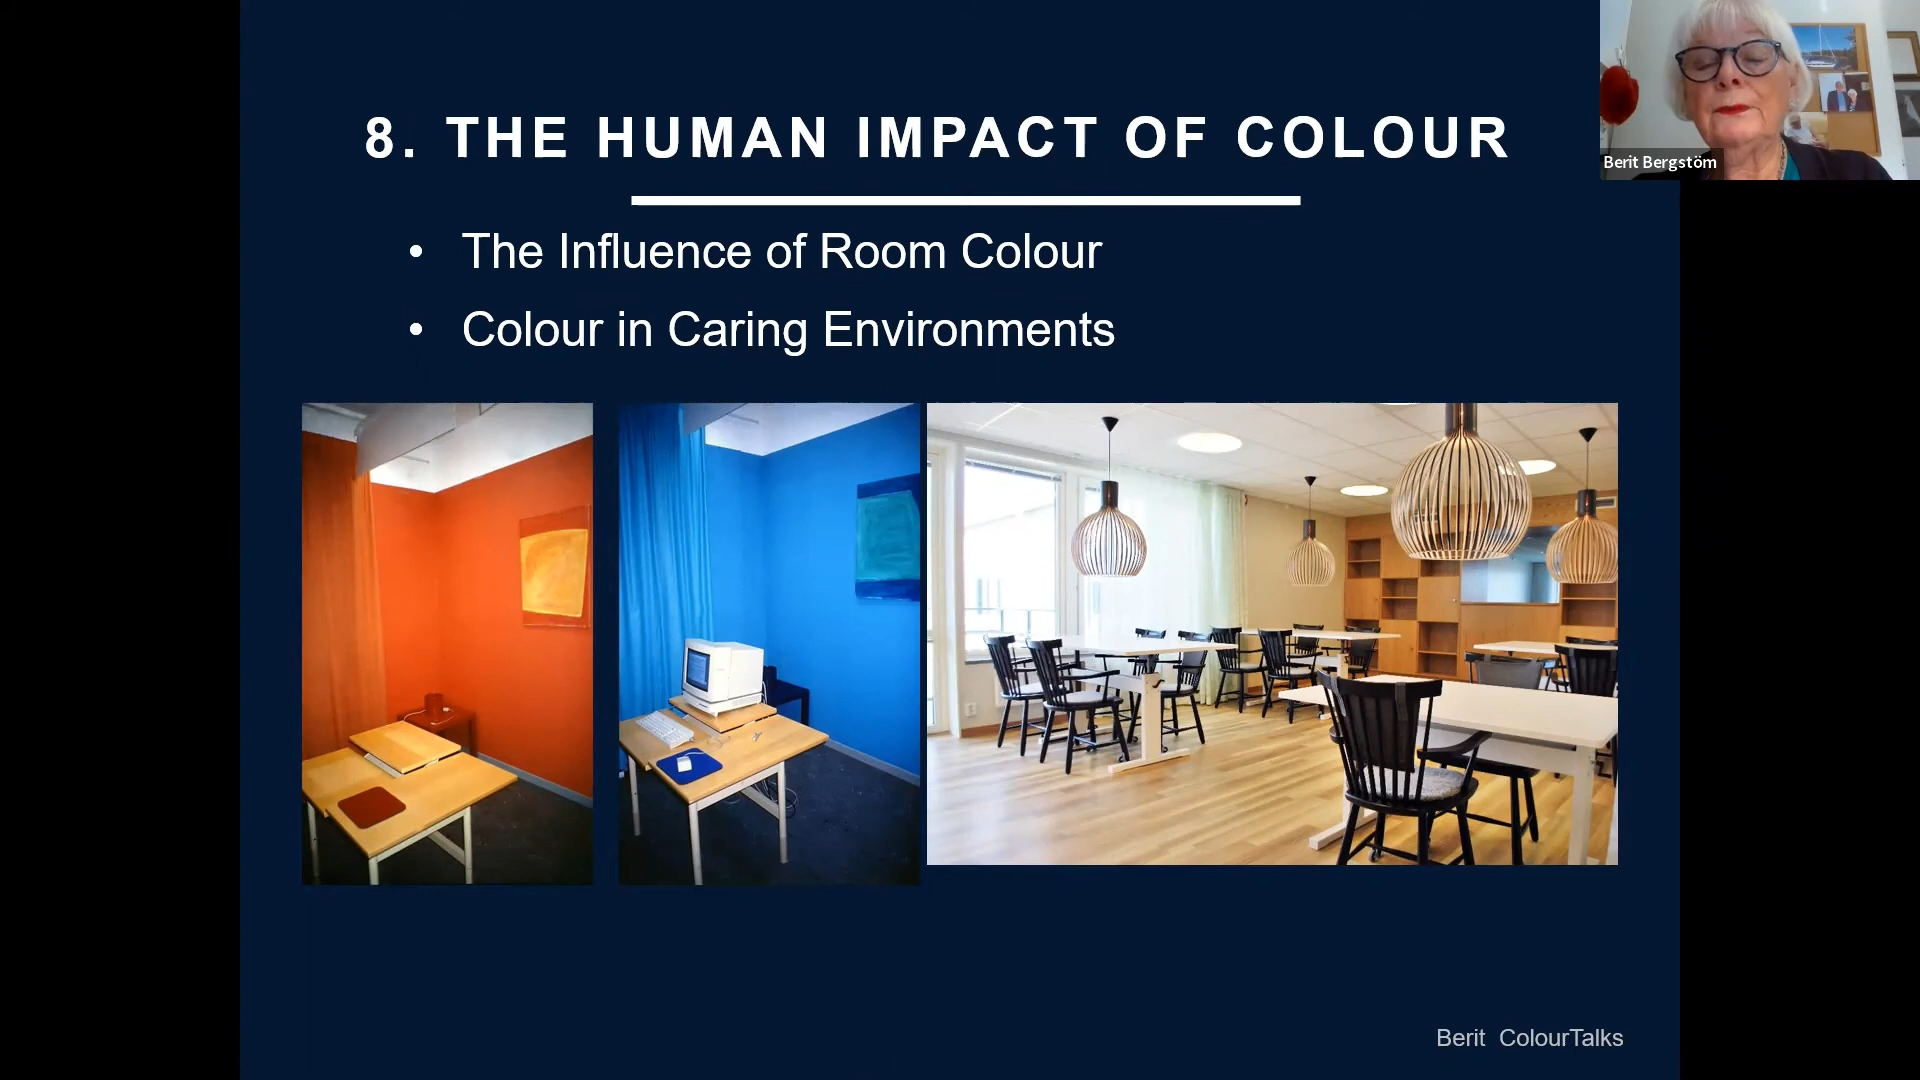 8. THE HUMAN IMPACT OF COLOUR
Berit Bergstöm
• The Influence of Room Colour
• Colour in Caring Environments
Berit ColourTalks